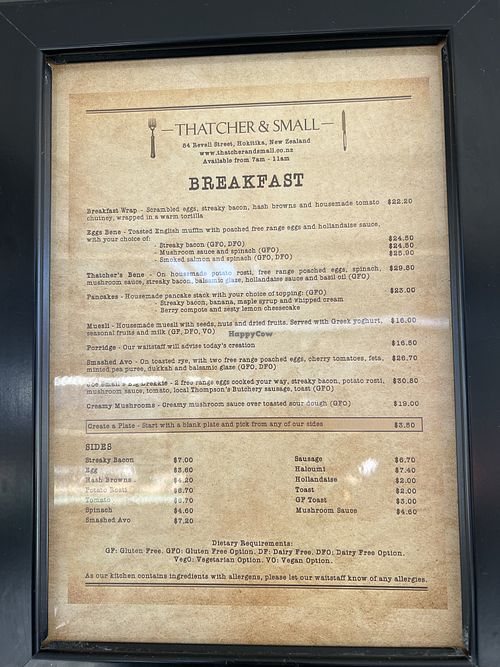 THATCHER & SMALL
54 Revell Street, Hokitika, New Zealand
www.thatcherandsmall.co.nz
Available from 7am - 11am
BREAKFAST
Breakfast Wrap - Scrambled eggs, streaky bacon, hash browns and housemade tomato $22.20
chutney, wrapped in a warm tortilla
Eggs Bene - Toasted English muffin with poached free range eggs and hollandaise sauce,
with your choice of:
- Streaky bacon (GFO, DFO) $24.50
- Mushroom sauce and spinach (GFO) $24.50
- Smoked salmon and spinach (GFO, DFO) $25.90
Thatcher's Bene - On housemade potato rosti, free range poached eggs, spinach, $29.80
mushroom sauce, streaky bacon, balsamic glaze, hollandaise sauce and basil oil (GFO)
Pancakes - Housemade pancake stack with your choice of topping: (GFO) $23.00
- Streaky bacon, banana, maple syrup and whipped cream
- Berry compote and zesty lemon cheesecake
Muesli - Housemade muesli with seeds, nuts and dried fruits. Served with Greek yoghurt, $16.00
seasonal fruits and milk (GF, DFO, VO)
HappyCow
Porridge - Our waitstaff will advise today's creation $16.50
Smashed Avo - On toasted rye, with two free range poached eggs, cherry tomatoes, feta, $26.70
minted pea puree, dukkah and balsamic glaze (GFO, DFO)
Joe Small's Big Breakie - 2 free range eggs cooked your way, streaky bacon, potato rosti, $30.80
mushroom sauce, tomato, local Thompson's Butchery sausage, toast (GFO)
Creamy Mushrooms - Creamy mushroom sauce over toasted sour dough (GFO) $19.00
Create a Plate - Start with a blank plate and pick from any of our sides $3.50
SIDES
Streaky Bacon $7.00
Egg $3.60
Hash Browns $4.20
Potato Rosti $6.70
Tomato $6.70
Spinach $4.60
Smashed Avo $7.20
Sausage $6.70
Haloumi $7.40
Hollandaise $2.00
Toast $2.00
GF Toast $3.00
Mushroom Sauce $4.60
Dietary Requirements:
GF: Gluten Free. GFO: Gluten Free Option. DF: Dairy Free. DFO: Dairy Free Option.
VegO: Vegetarian Option. VO: Vegan Option.
As our kitchen contains ingredients with allergens, please let our waitstaff know of any allergies.